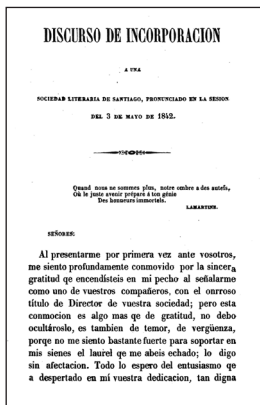 DISCURSO DE INCORPORACION
A UNA
SOCIEDAD LITERARIA DE SANTIAGO, PRONUNCIADO EN LA SESION
DEL 3 DE MAYO DE 1842.
Quand nous ne sommes plus, notre ombre a des autels,
Où le juste avenir prépare à ton génie
Des honneurs immortels.
LAMARTINE.
SEÑORES:
Al presentarme por primera vez ante vosotros,
me siento profundamente conmovido por la sincera
gratitud qe encendísteis en mi pecho al señalarme
como uno de vuestros compañeros, con el onrroso
título de Director de vuestra sociedad; pero esta
conmocion es algo mas qe de gratitud, no debo
ocultároslo, es tambien de temor, de vergüenza,
porqe no me siento bastante fuerte para soportar en
mis sienes el laurel qe me abeis echado; lo digo
sin afectacion. Todo lo espero del entusiasmo qe
a despertado en mí vuestra dedicacion, tan digna